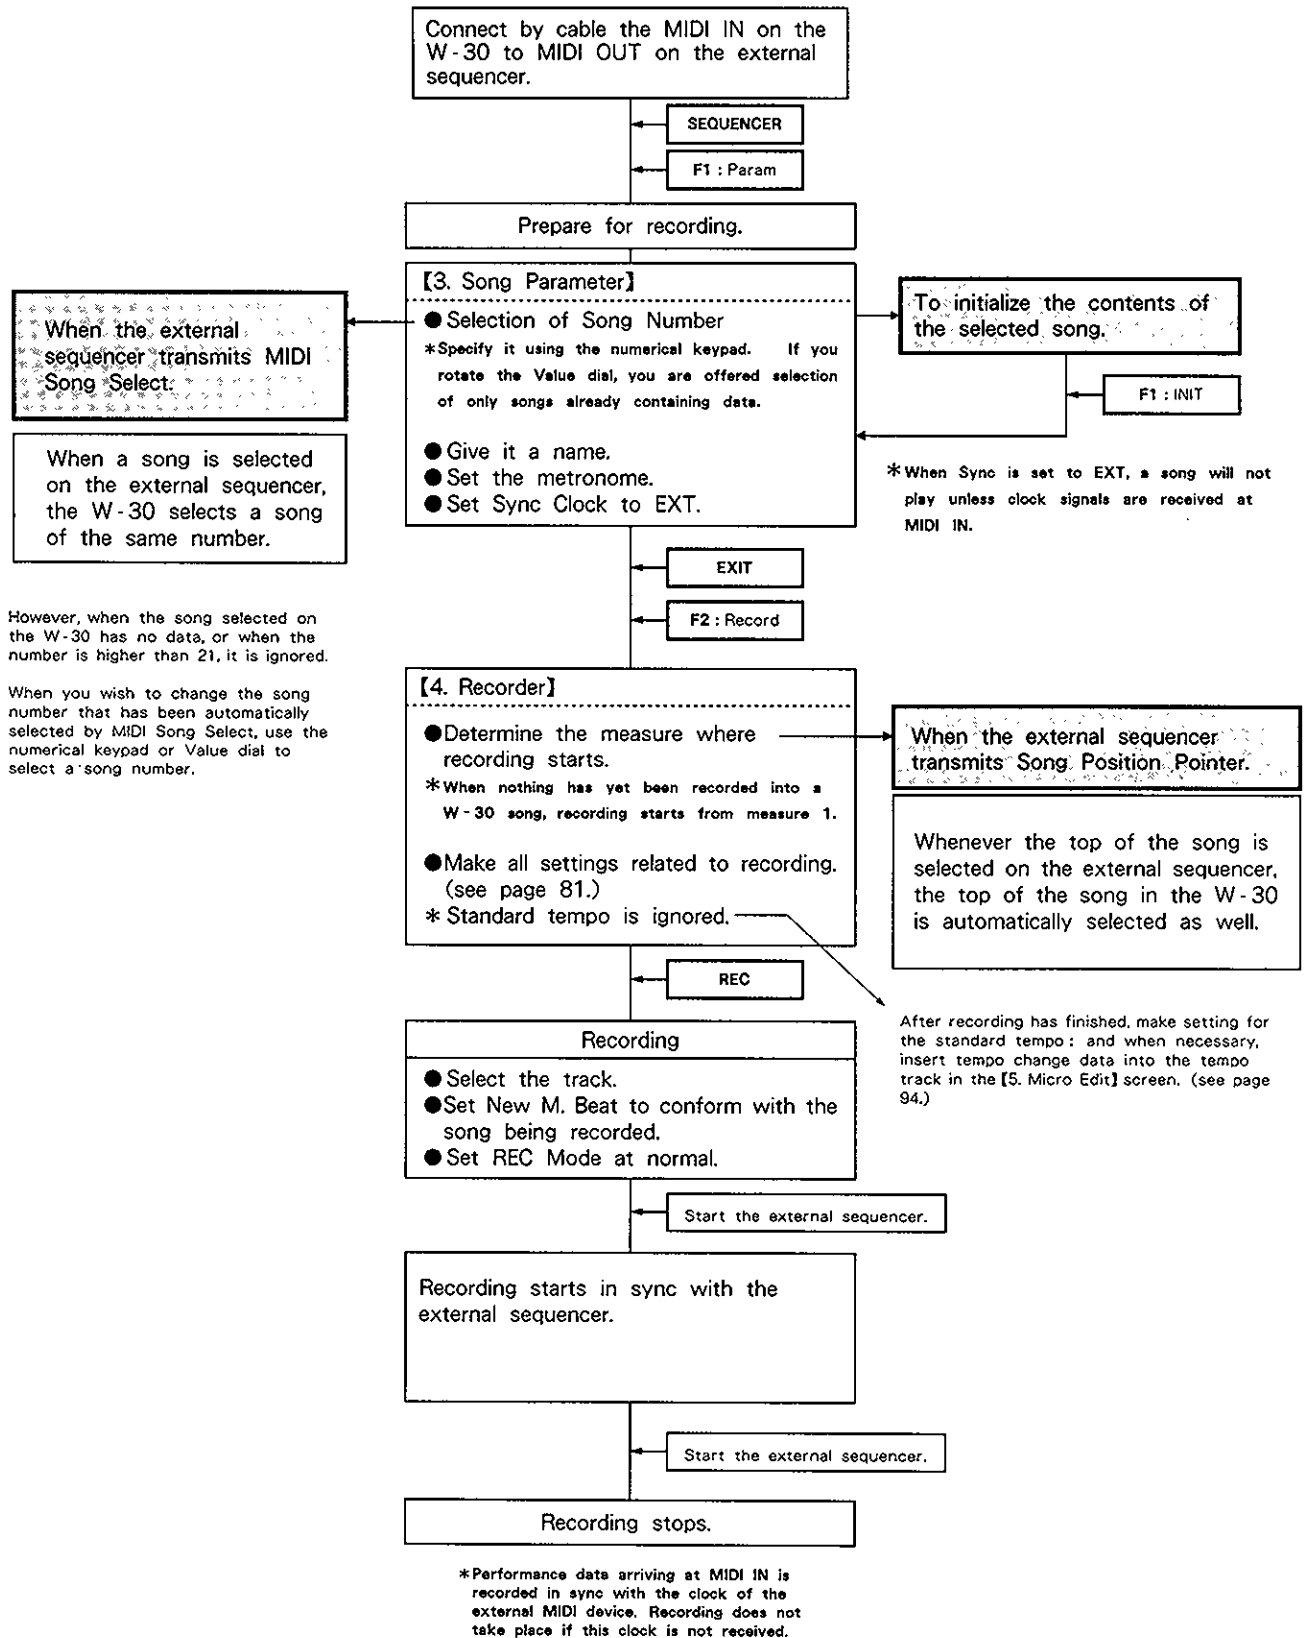 Connect by cable the MIDI IN on the
W-30 to MIDI OUT on the external
sequencer.
SEQUENCER
F1 : Param
Prepare for recording.
【3. Song Parameter】
● Selection of Song Number
*Specify it using the numerical keypad. If you
rotate the Value dial, you are offered selection
of only songs already containing data.
● Give it a name.
● Set the metronome.
● Set Sync Clock to EXT.
When the external
sequencer transmits MIDI
Song Select.
When a song is selected
on the external sequencer,
the W-30 selects a song
of the same number.
However, when the song selected on
the W-30 has no data, or when the
number is higher than 21, it is ignored.
When you wish to change the song
number that has been automatically
selected by MIDI Song Select, use the
numerical keypad or Value dial to
select a song number.
To initialize the contents of
the selected song.
F1 : INIT
* When Sync is set to EXT, a song will not
play unless clock signals are received at
MIDI IN.
EXIT
F2 : Record
【4. Recorder】
● Determine the measure where
recording starts.
* When nothing has yet been recorded into a
W-30 song, recording starts from measure 1.
● Make all settings related to recording.
(see page 81.)
* Standard tempo is ignored.
When the external sequencer
transmits Song Position Pointer.
Whenever the top of the song is
selected on the external sequencer,
the top of the song in the W-30
is automatically selected as well.
After recording has finished, make setting for
the standard tempo : and when necessary,
insert tempo change data into the tempo
track in the【5. Micro Edit】screen. (see page
94.)
REC
Recording
● Select the track.
● Set New M. Beat to conform with the
song being recorded.
● Set REC Mode at normal.
Start the external sequencer.
Recording starts in sync with the
external sequencer.
Start the external sequencer.
Recording stops.
*Performance data arriving at MIDI IN is
recorded in sync with the clock of the
external MIDI device. Recording does not
take place if this clock is not received.